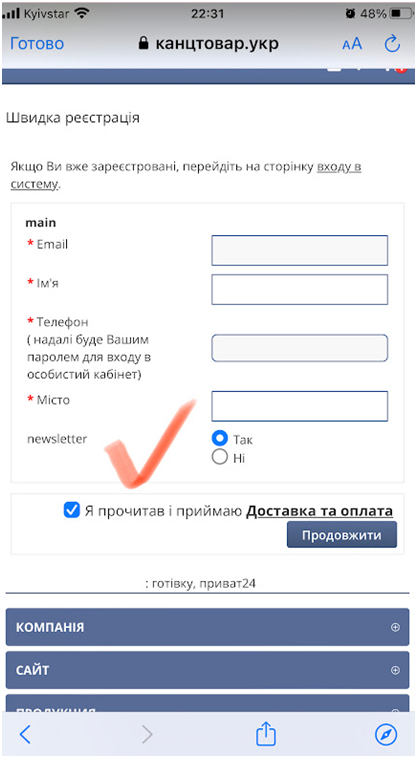 Kyivstar 22:31 48%
Готово канцтовар.укр AA
Швидка реєстрація
Якщо Ви вже зареєстровані, перейдіть на сторінку входу в
систему.
main
* Email
* Ім'я
* Телефон
( надалі буде Вашим
паролем для входу в
особистий кабінет)
* Місто
newsletter
Так
Ні
Я прочитав і приймаю Доставка та оплата
Продовжити
: готівку, приват24
КОМПАНІЯ
САЙТ
ПРОДУКЦИЯ